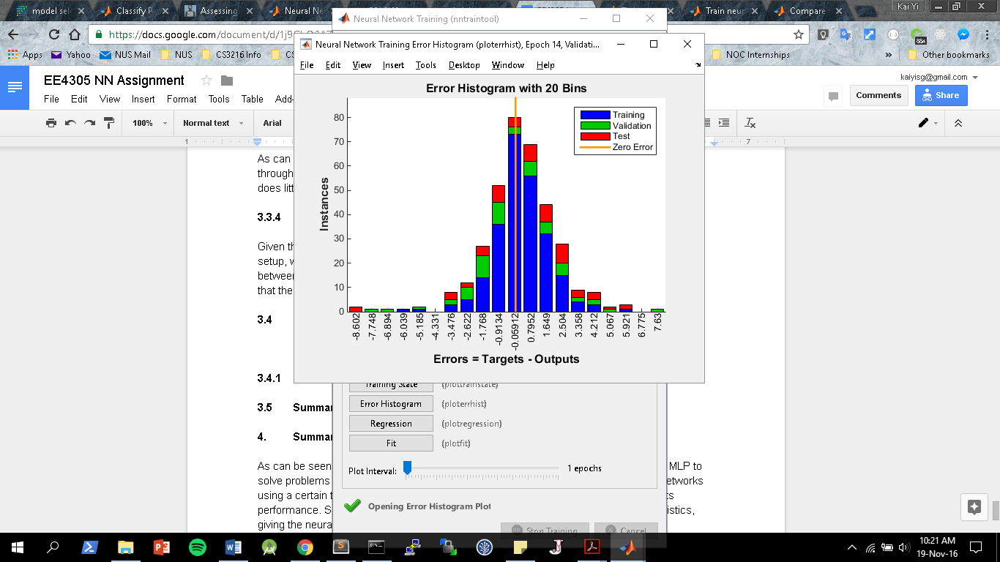 model sel
Classify P
Assessing
Neural Ne
Train neur
Compare
Kai Yi
Neural Network Training (nntraintool)
https://docs.google.com/document/d/1j9
Neural Network Training Error Histogram (ploterrhist), Epoch 14, Validati...
684
Apps
Yahoo
NUS Mail
NUS
CS3216 Info
NOC Internships
»
Other bookmarks
File Edit View Insert Tools Desktop Window Help
EE4305 NN Assignment
kaiyisg@gmail.com
File Edit View Insert Format Tools Table
Comments
Share
100%
Normal text
Arial
1
7
Error Histogram with 20 Bins
Training
Validation
Test
Zero Error
80
70
60
50
40
30
20
10
0
Instances
-8.602
-7.748
-6.894
-6.039
-5.185
-4.331
-3.476
-2.622
-1.768
-0.9134
-0.05912
0.7952
1.649
2.504
3.358
4.212
5.067
5.921
6.775
7.63
Errors = Targets - Outputs
As can
through
does litt
3.3.4
Given th
setup, w
between
that the
3.4
3.4.1
3.5 Summar
4. Summar
Training State (plottrainstate)
Error Histogram (ploterrhist)
Regression (plotregression)
Fit (plotfit)
Plot Interval:
1 epochs
Opening Error Histogram Plot
Stop Training
Cancel
As can be seen
MLP to
solve problems
etworks
using a certain t
ts
performance. S
istics,
giving the neura
10:21 AM
19-Nov-16